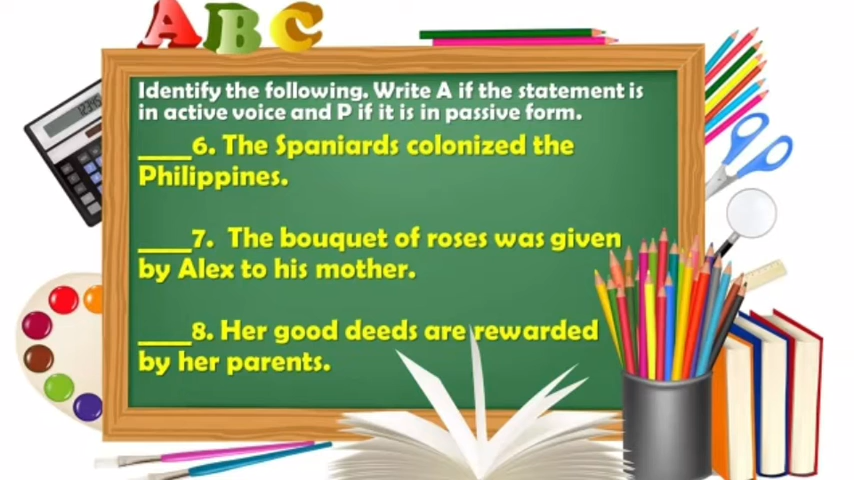 ABC
Identify the following. Write A if the statement is
in active voice and P if it is in passive form.
____6. The Spaniards colonized the
Philippines.
____7. The bouquet of roses was given
by Alex to his mother.
____8. Her good deeds are rewarded
by her parents.